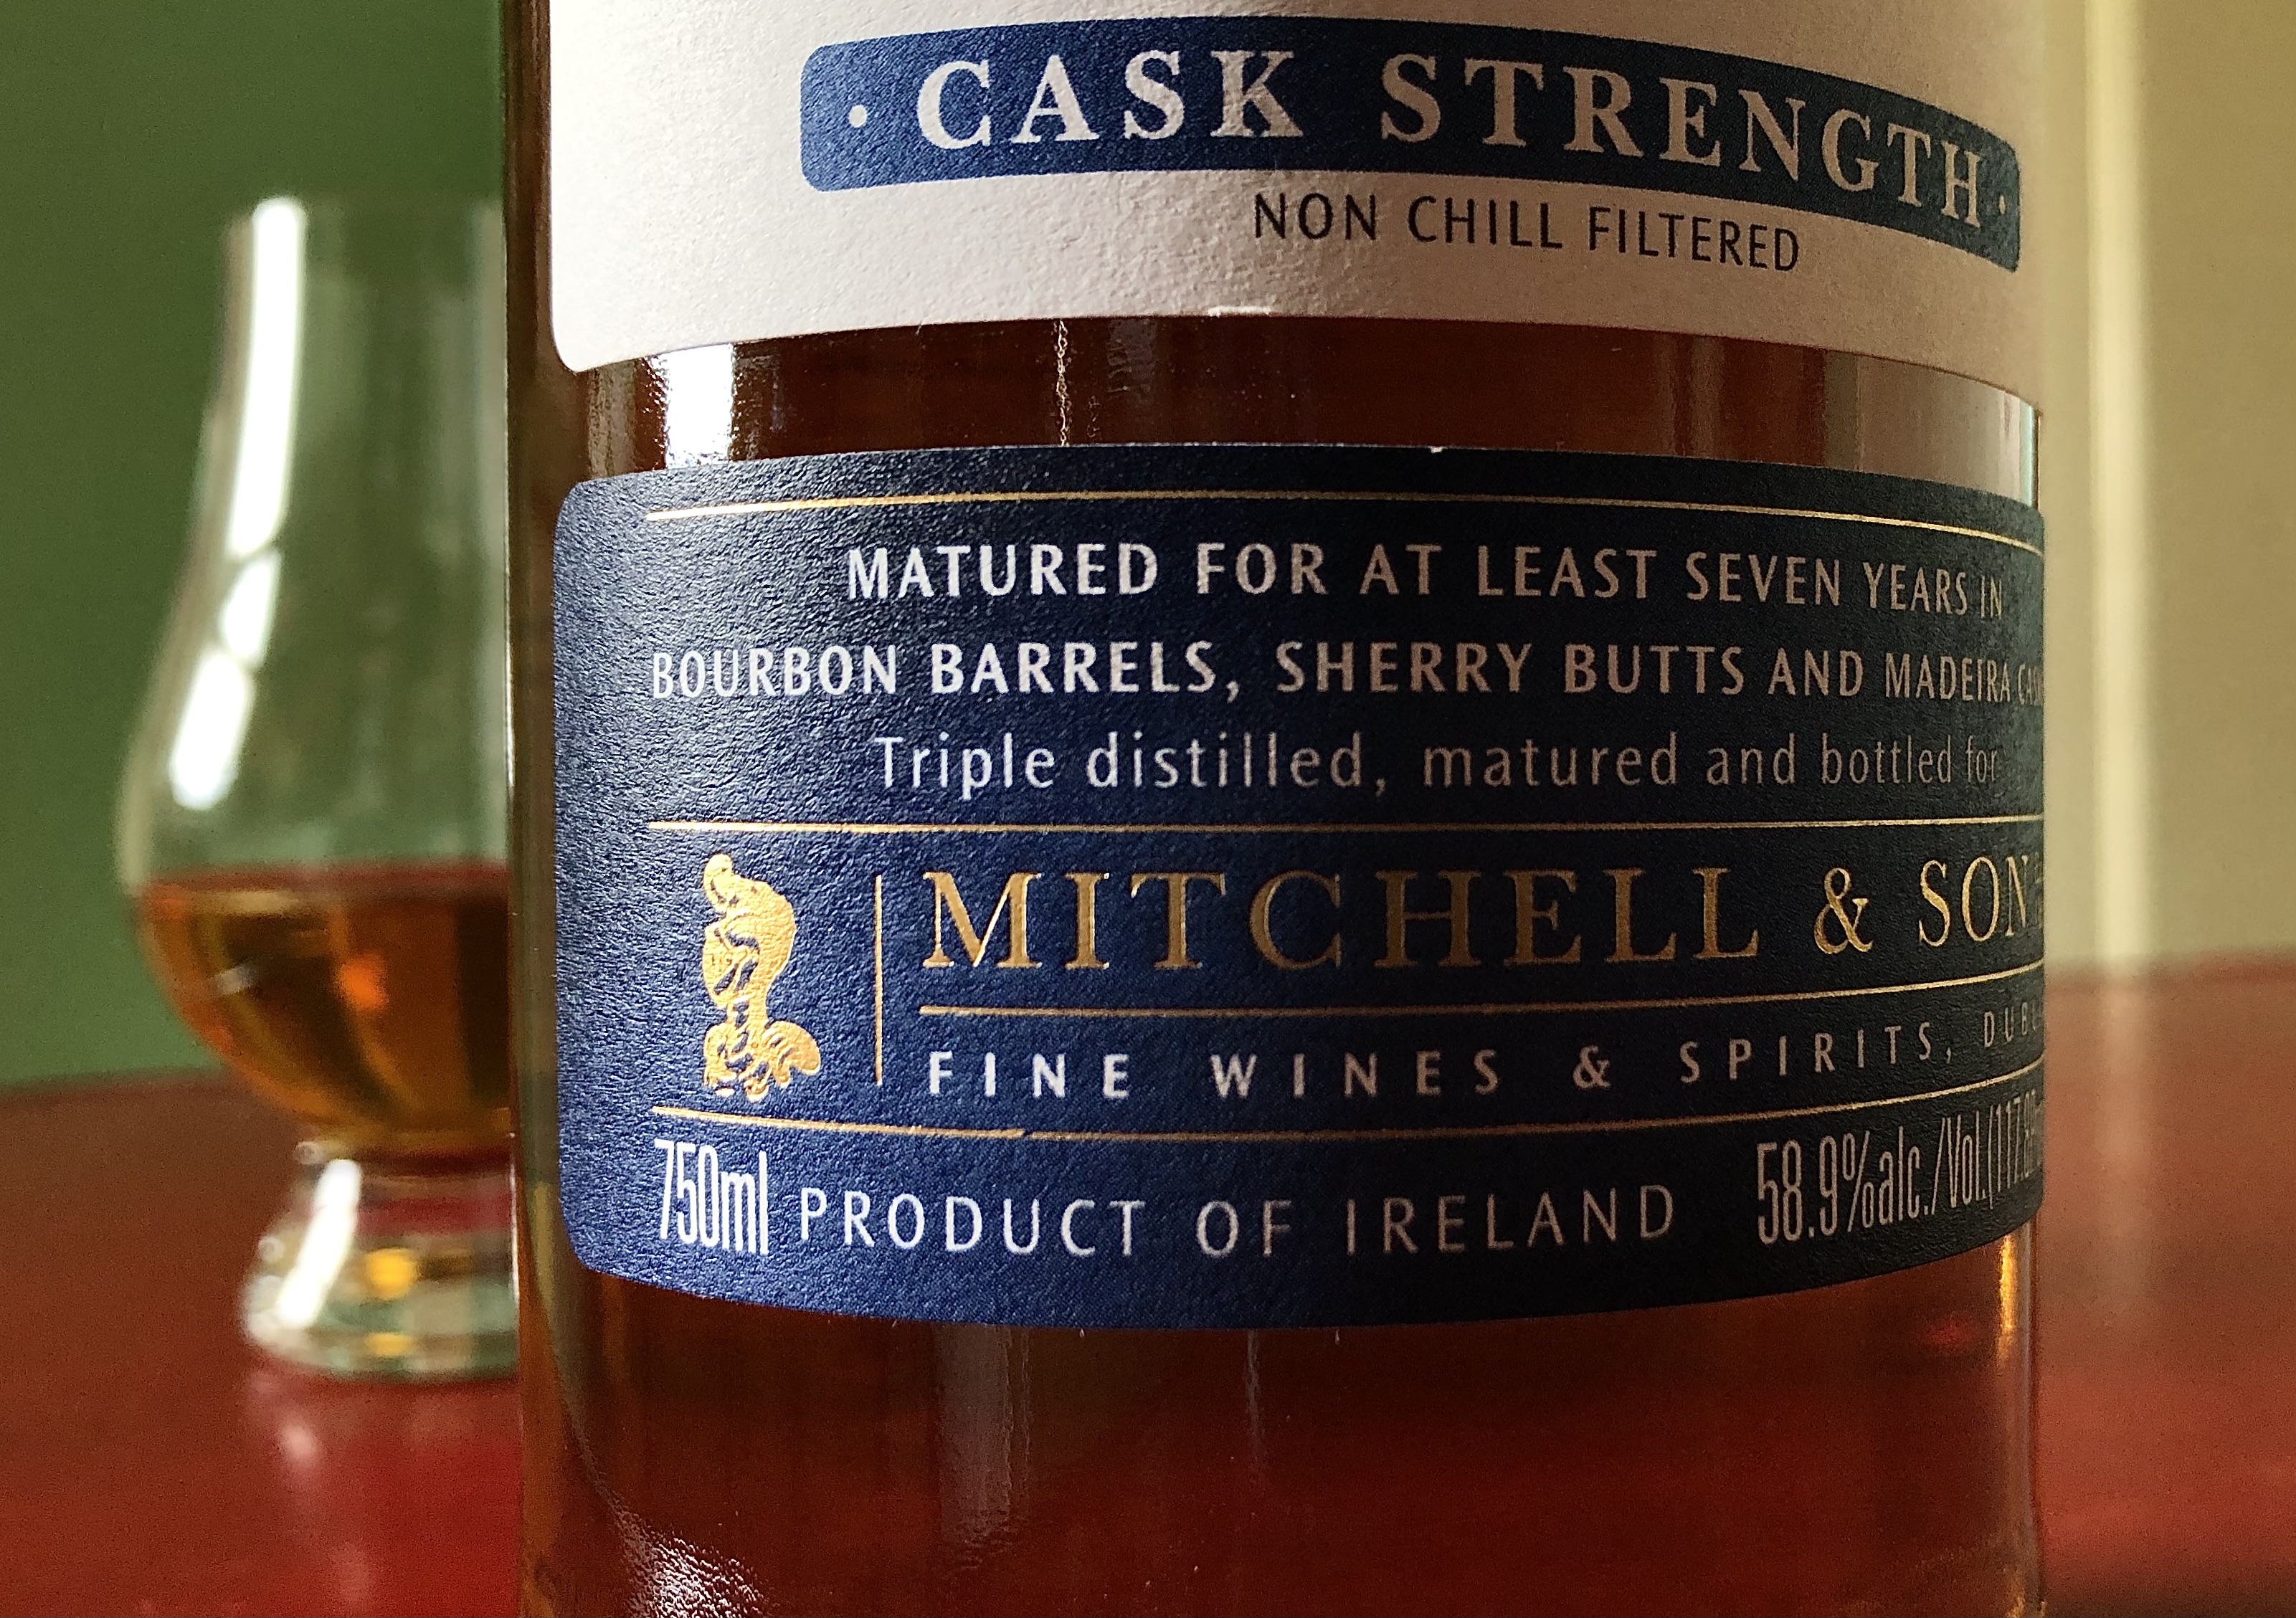 · CASK STRENGTH ·
NON CHILL FILTERED
MATURED FOR AT LEAST SEVEN YEARS IN
BOURBON BARRELS, SHERRY BUTTS AND MADEIRA
Triple distilled, matured and bottled for
MITCHELL & SON
FINE WINES & SPIRITS,
750ml PRODUCT OF IRELAND 58.9%alc./Vol.